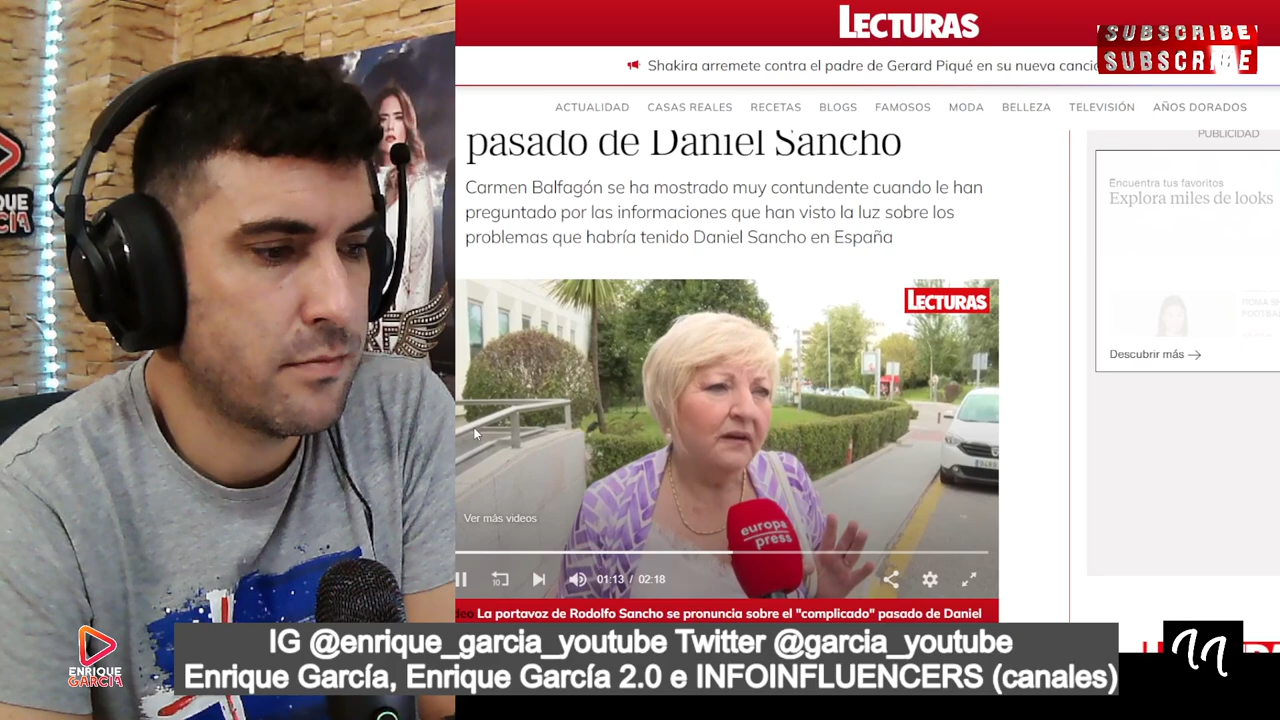 LECTURAS
Shakira arremete contra el padre de Gerard Piqué en su nueva canció
SUBSCRIBE
SUBSCRIBE
ACTUALIDAD CASAS REALES RECETAS BLOGS FAMOSOS MODA BELLEZA TELEVISIÓN AÑOS DORADOS
pasado de Daniel Sancho
Carmen Balfagón se ha mostrado muy contundente cuando le han
preguntado por las informaciones que han visto la luz sobre los
problemas que habría tenido Daniel Sancho en España
PUBLICIDAD
Encuentra tus favoritos
Explora miles de looks
Descubrir más
LECTURAS
europa
press
Ver más videos
10
01:13 / 02:18
La portavoz de Rodolfo Sancho se pronuncia sobre el "complicado" pasado de Daniel
IG @enrique_garcia_youtube Twitter @garcia_youtube
Enrique García, Enrique García 2.0 e INFOINFLUENCERS (canales)
ENRIQUE
GARCÍA